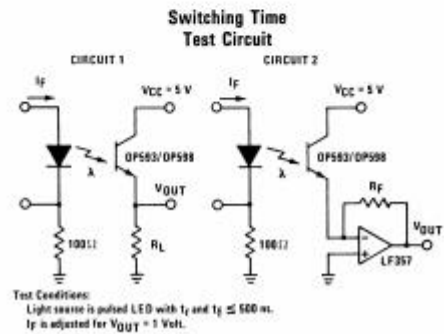 Switching Time
Test Circuit
CIRCUIT 1
CIRCUIT 2
IF
VCC = 5 V
IF
VCC = 5 V
OP593/OP598
OP593/OP598
λ
λ
VOUT
RF
VOUT
100Ω
RL
100Ω
LF357
Test Conditions:
Light source is pulsed LED with tr and tf ≤ 500 ns.
IF is adjusted for VOUT = 1 Volt.